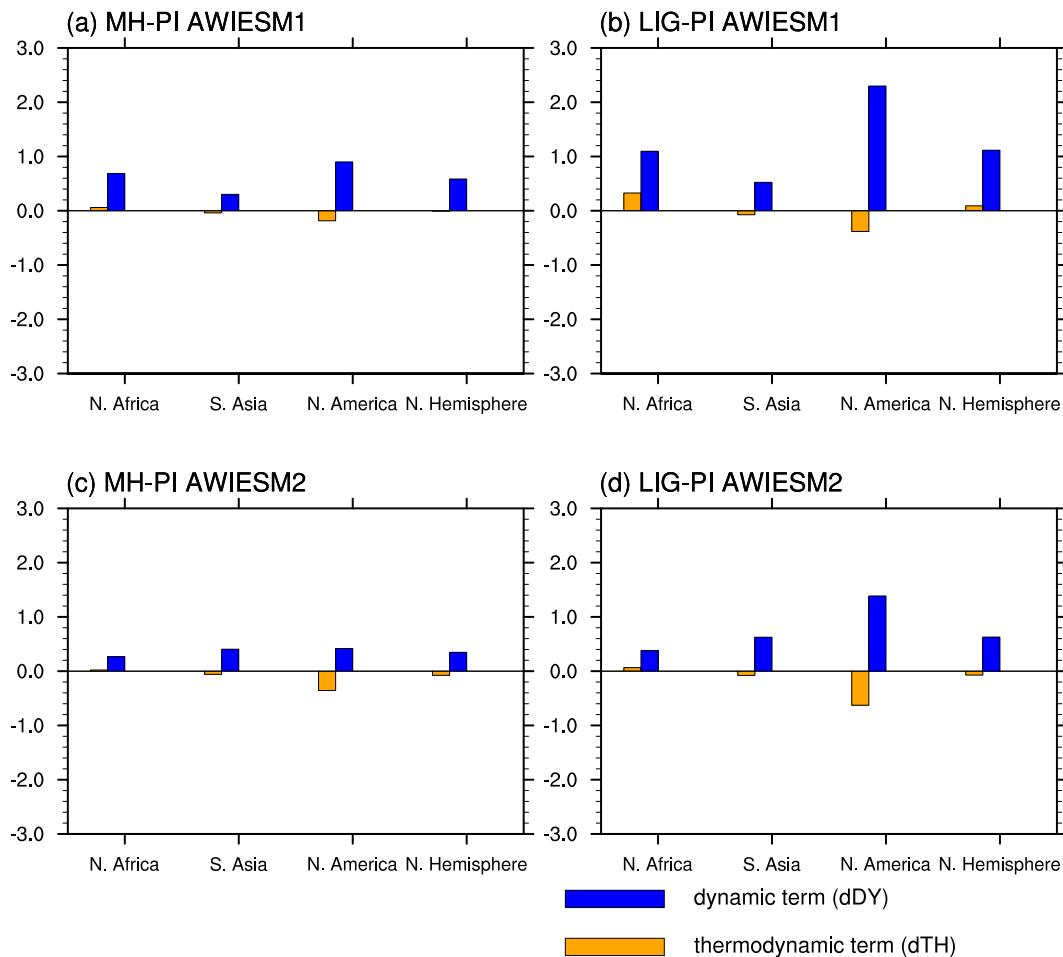 (a) MH-PI AWIESM1
3.0
2.0
1.0
0.0
-1.0
-2.0
-3.0
N. Africa S. Asia N. America N. Hemisphere
(b) LIG-PI AWIESM1
3.0
2.0
1.0
0.0
-1.0
-2.0
-3.0
N. Africa S. Asia N. America N. Hemisphere
(c) MH-PI AWIESM2
3.0
2.0
1.0
0.0
-1.0
-2.0
-3.0
N. Africa S. Asia N. America N. Hemisphere
(d) LIG-PI AWIESM2
3.0
2.0
1.0
0.0
-1.0
-2.0
-3.0
N. Africa S. Asia N. America N. Hemisphere
dynamic term (dDY)
thermodynamic term (dTH)